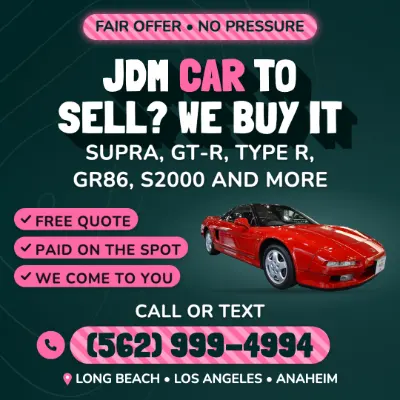 FAIR OFFER • NO PRESSURE
JDM CAR TO
SELL? WE BUY IT
SUPRA, GT-R, TYPE R,
GR86, S2000 AND MORE
FREE QUOTE
PAID ON THE SPOT
WE COME TO YOU
CALL OR TEXT
(562) 999-4994
LONG BEACH • LOS ANGELES • ANAHEIM